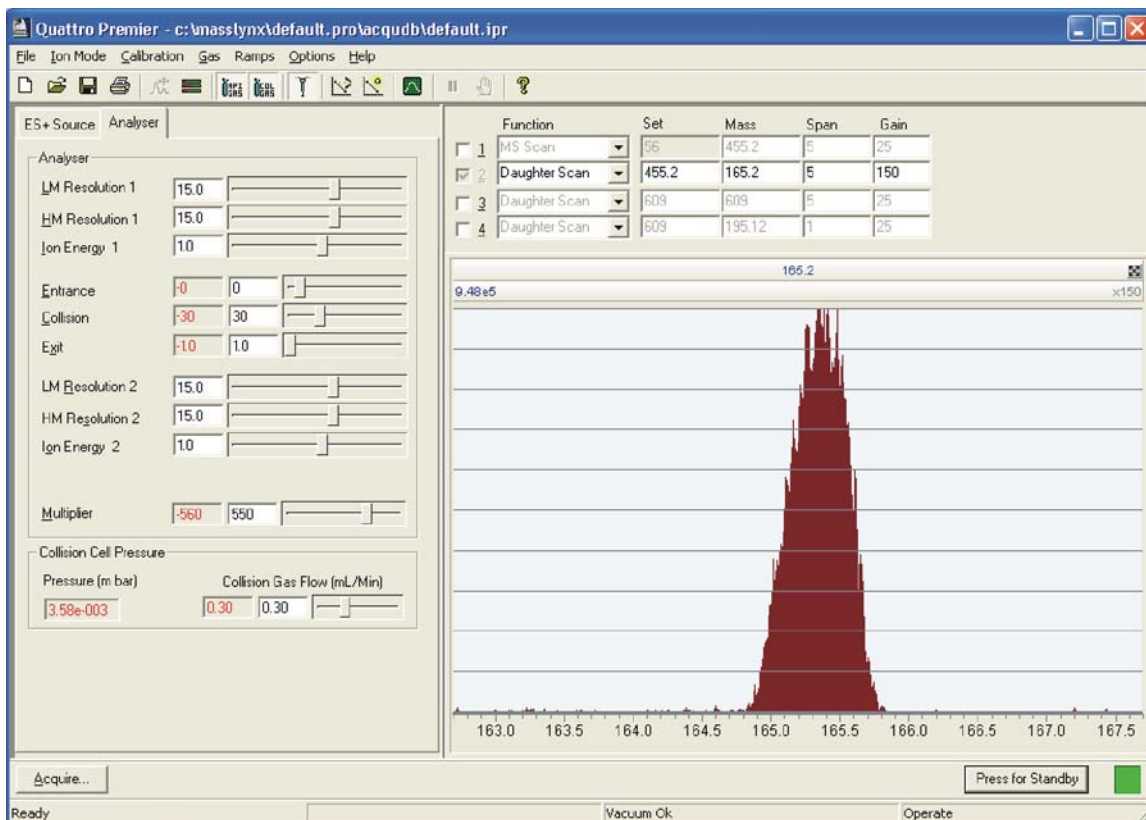 Quattro Premier - c:\masslynx\default.pro\acqudb\default.ipr
File Ion Mode Calibration Gas Ramps Options Help
ES+ Source Analyser
Analyser
LM Resolution 1 15.0
HM Resolution 1 15.0
Ion Energy 1 1.0
Entrance -0 0
Collision -30 30
Exit -1.0 1.0
LM Resolution 2 15.0
HM Resolution 2 15.0
Ion Energy 2 1.0
Multiplier -560 550
Collision Cell Pressure
Pressure (m bar) Collision Gas Flow (mL/Min)
3.58e-003 0.30 0.30
Function Set Mass Span Gain
1 MS Scan 56 455.2 5 25
2 Daughter Scan 455.2 165.2 5 150
3 Daughter Scan 609 609 5 25
4 Daughter Scan 609 195.12 1 25
165.2
9.48e5 x150
163.0 163.5 164.0 164.5 165.0 165.5 166.0 166.5 167.0 167.5
Acquire... Press for Standby
Ready Vacuum Ok Operate